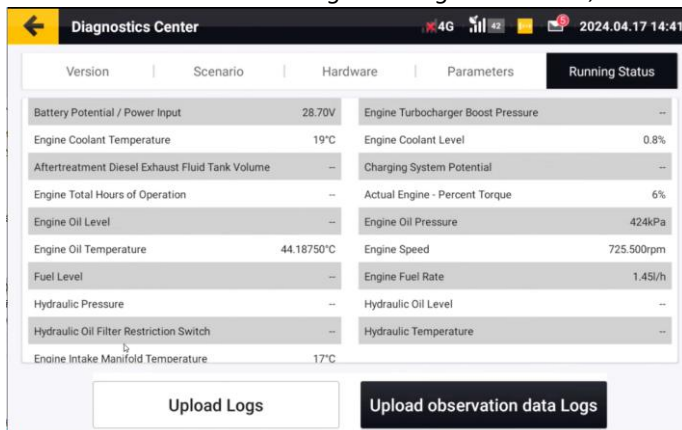 Diagnostics Center 4G 42 5 2024.04.17 14:41
Version Scenario Hardware Parameters Running Status
Battery Potential / Power Input 28.70V Engine Turbocharger Boost Pressure --
Engine Coolant Temperature 19°C Engine Coolant Level 0.8%
Aftertreatment Diesel Exhaust Fluid Tank Volume -- Charging System Potential --
Engine Total Hours of Operation -- Actual Engine - Percent Torque 6%
Engine Oil Level -- Engine Oil Pressure 424kPa
Engine Oil Temperature 44.18750°C Engine Speed 725.500rpm
Fuel Level -- Engine Fuel Rate 1.45l/h
Hydraulic Pressure -- Hydraulic Oil Level --
Hydraulic Oil Filter Restriction Switch -- Hydraulic Temperature --
Engine Intake Manifold Temperature 17°C
Upload Logs Upload observation data Logs